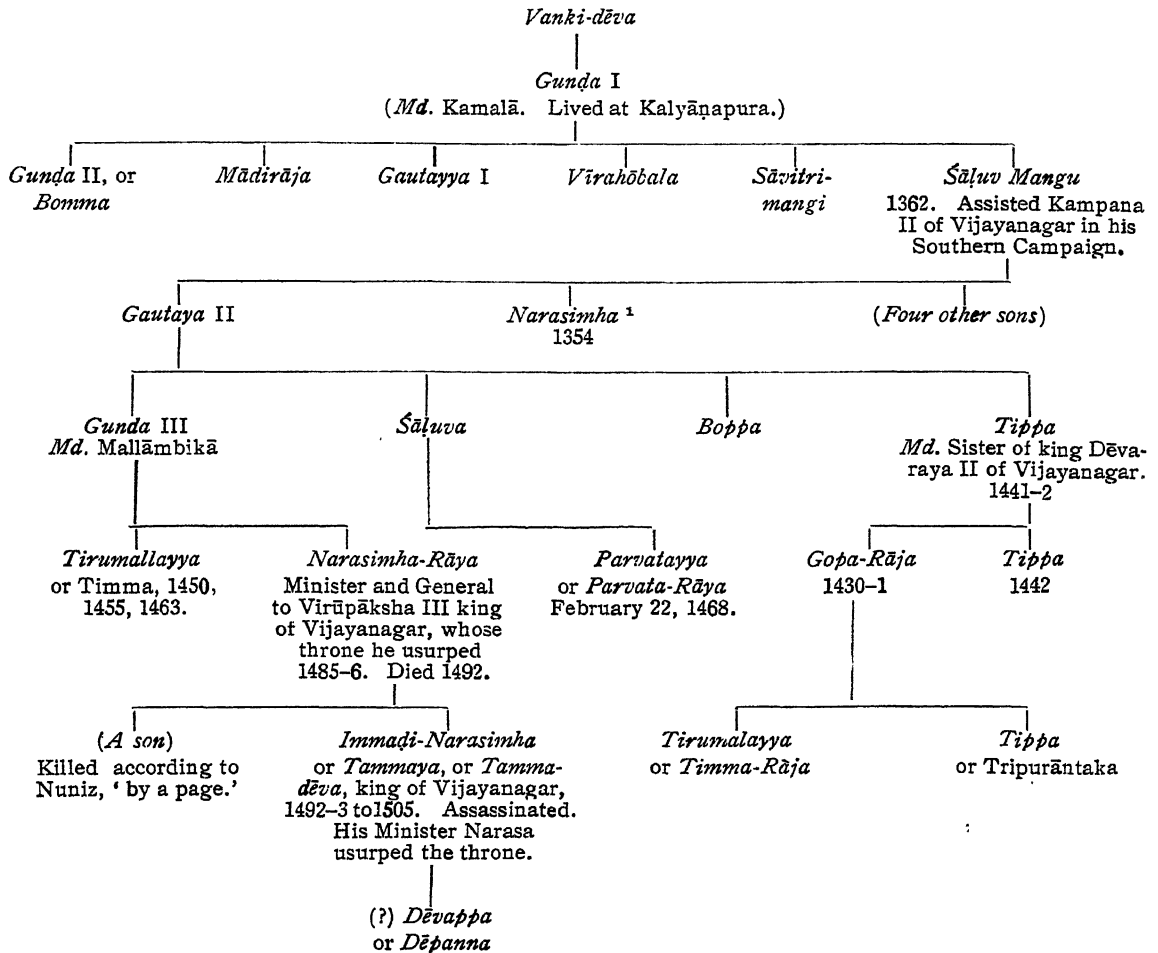 Vanki-dēva
Guṇḍa I
(Md. Kamalā. Lived at Kalyāṇapura.)
Guṇḍa II, or
Bomma
Mādirāja
Gautayya I
Vīrahōbala
Sāvitri-
mangi
Śāḷuv Mangu
1362. Assisted Kampana
II of Vijayanagar in his
Southern Campaign.
Gautaya II
Narasimha ¹
1354
(Four other sons)
Gunda III
Md. Mallāmbikā
Śāḷuva
Boppa
Tippa
Md. Sister of king Dēva-
raya II of Vijayanagar.
1441–2
Tirumallayya
or Timma, 1450,
1455, 1463.
Narasimha-Rāya
Minister and General
to Virūpāksha III king
of Vijayanagar, whose
throne he usurped
1485–6. Died 1492.
Parvatayya
or Parvata-Rāya
February 22, 1468.
Gopa-Rāja
1430–1
Tippa
1442
(A son)
Killed according to
Nuniz, ‘ by a page.’
Immaḍi-Narasimha
or Tammaya, or Tamma-
dēva, king of Vijayanagar,
1492–3 to 1505. Assassinated.
His Minister Narasa
usurped the throne.
Tirumalayya
or Timma-Rāja
Tippa
or Tripurāntaka
(?) Dēvappa
or Dēpanna